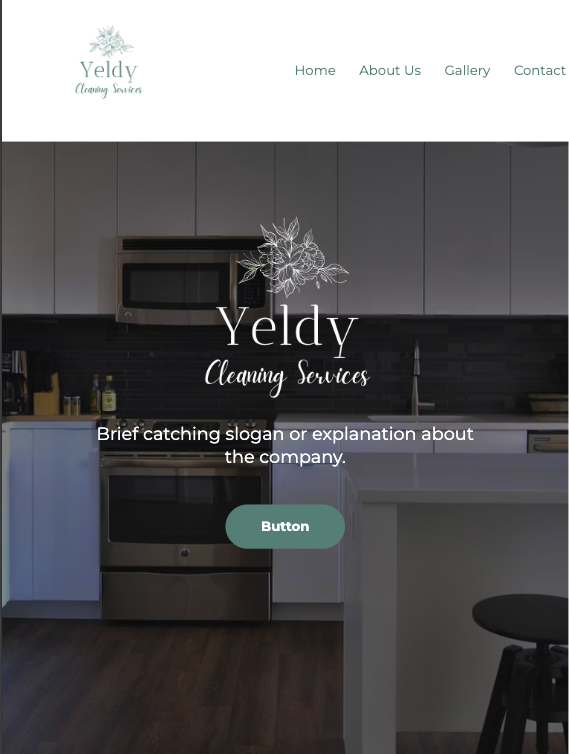 Yeldy
Cleaning Services
Home About Us Gallery Contact
Yeldy
Cleaning Services
Brief catching slogan or explanation about
the company.
Button